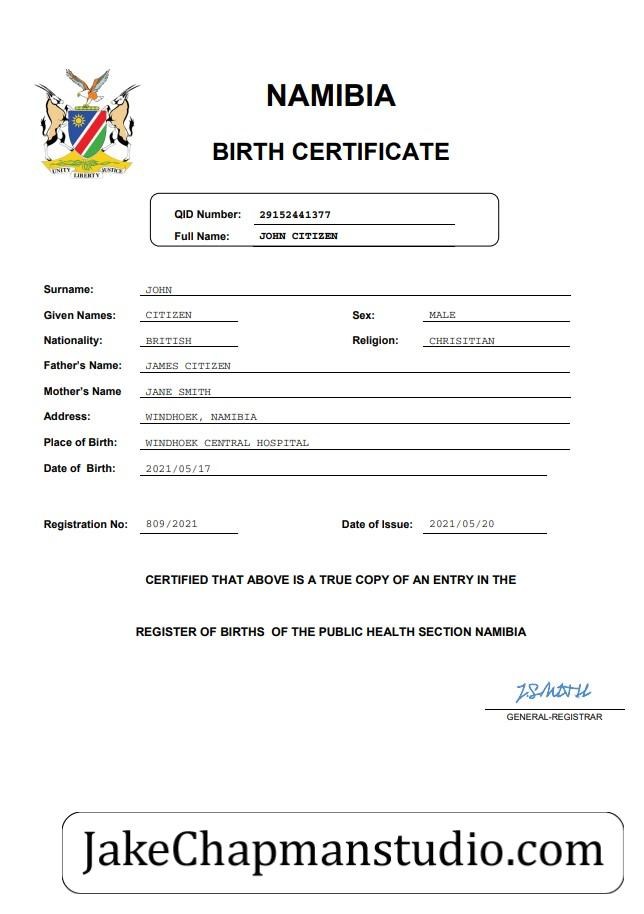 NAMIBIA
BIRTH CERTIFICATE
UNITY LIBERTY JUSTICE
QID Number: 29152441377
Full Name: JOHN CITIZEN
Surname: JOHN
Given Names: CITIZEN Sex: MALE
Nationality: BRITISH Religion: CHRISITIAN
Father's Name: JAMES CITIZEN
Mother's Name JANE SMITH
Address: WINDHOEK, NAMIBIA
Place of Birth: WINDHOEK CENTRAL HOSPITAL
Date of Birth: 2021/05/17
Registration No: 809/2021 Date of Issue: 2021/05/20
CERTIFIED THAT ABOVE IS A TRUE COPY OF AN ENTRY IN THE
REGISTER OF BIRTHS OF THE PUBLIC HEALTH SECTION NAMIBIA
J.SMITH
GENERAL-REGISTRAR
JakeChapmanstudio.com